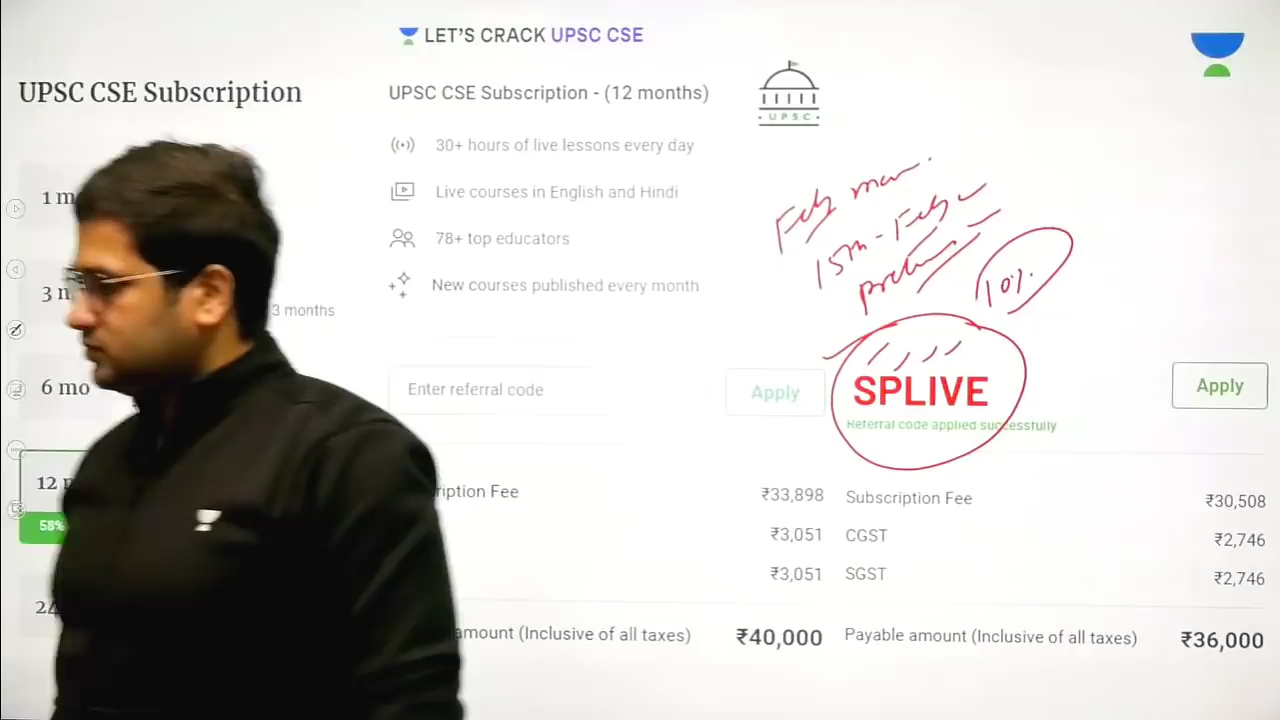 LET'S CRACK UPSC CSE
UPSC CSE Subscription
UPSC CSE Subscription - (12 months)
UPSC
30+ hours of live lessons every day
Live courses in English and Hindi
78+ top educators
New courses published every month
1 m
3 m
3 months
6 mo
12
58%
24
15th - Feb
10%
Enter referral code
Apply
SPLIVE
Referral code applied successfully
Apply
ription Fee ₹33,898
₹3,051
₹3,051
amount (Inclusive of all taxes) ₹40,000
Subscription Fee ₹30,508
CGST ₹2,746
SGST ₹2,746
Payable amount (Inclusive of all taxes) ₹36,000